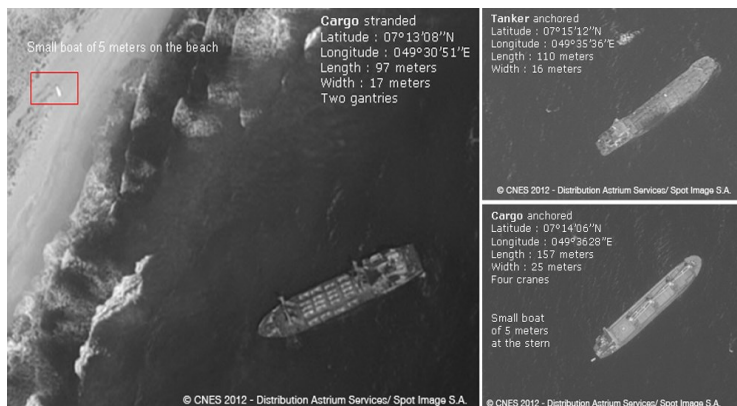 Cargo stranded
Latitude : 07°13'08''N
Longitude : 049°30'51''E
Length : 97 meters
Width : 17 meters
Two gantries
Small boat of 5 meters on the beach
© CNES 2012 - Distribution Astrium Services/ Spot Image S.A.
Tanker anchored
Latitude : 07°15'12''N
Longitude : 049°35'36''E
Length : 110 meters
Width : 16 meters
© CNES 2012 - Distribution Astrium Services/ Spot Image S.A.
Cargo anchored
Latitude : 07°14'06''N
Longitude : 049°3628''E
Length : 157 meters
Width : 25 meters
Four cranes
Small boat
of 5 meters
at the stern
© CNES 2012 - Distribution Astrium Services/ Spot Image S.A.